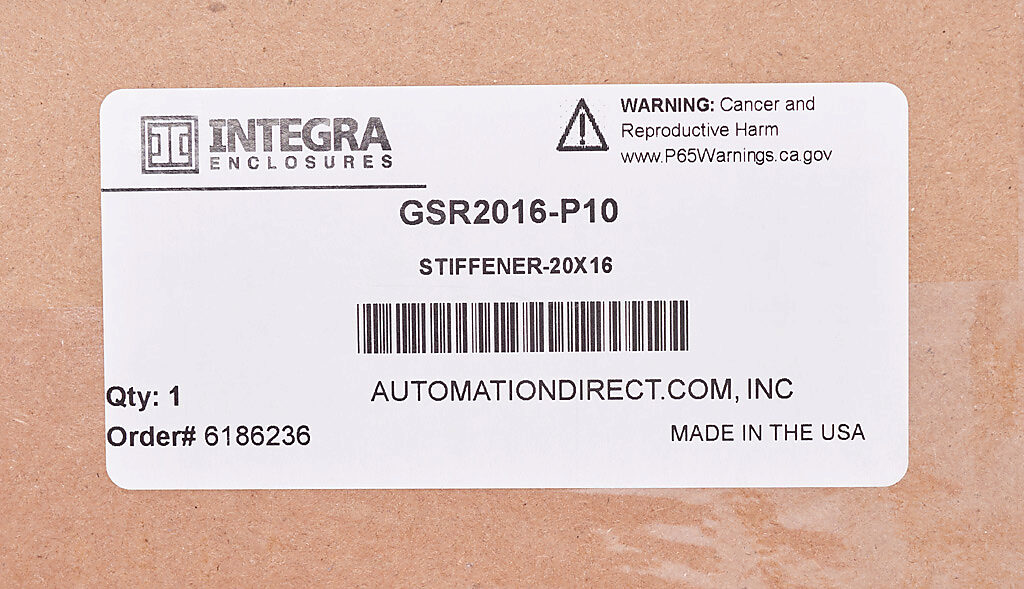 INTEGRA
ENCLOSURES
WARNING: Cancer and
Reproductive Harm
www.P65Warnings.ca.gov
GSR2016-P10
STIFFENER-20X16
AUTOMATIONDIRECT.COM, INC
Qty: 1
Order# 6186236
MADE IN THE USA